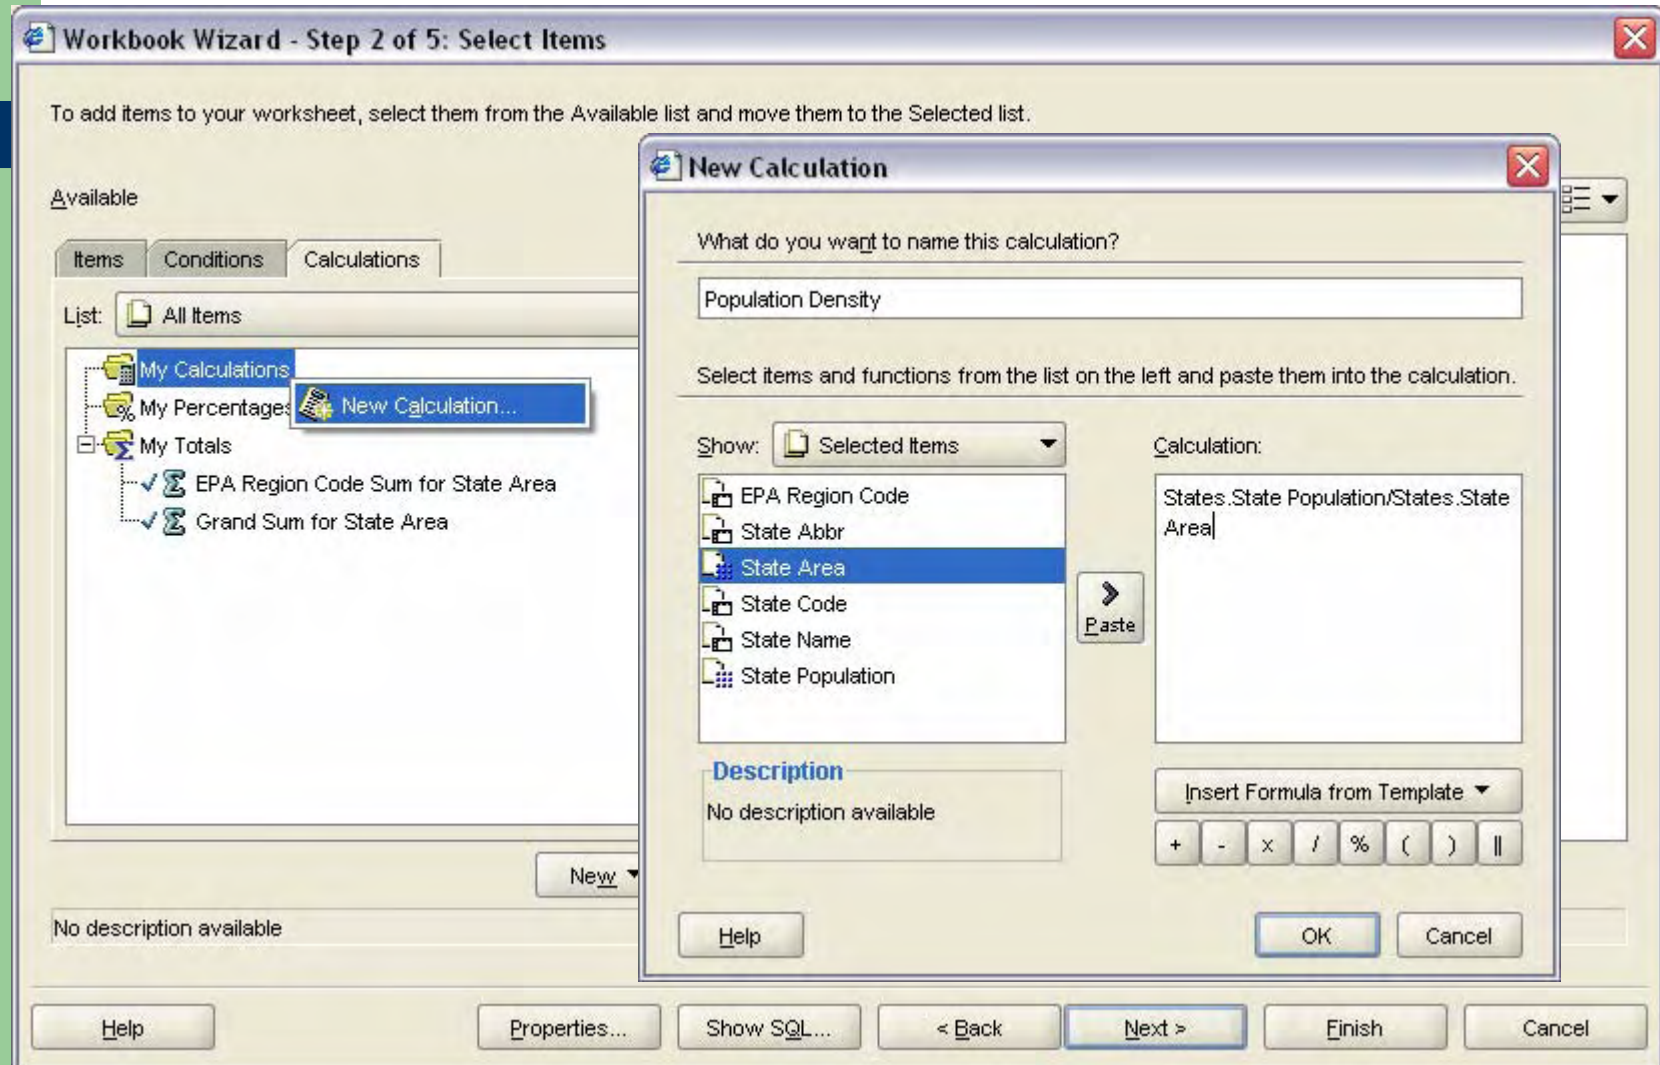 Workbook Wizard - Step 2 of 5: Select Items
To add items to your worksheet, select them from the Available list and move them to the Selected list.
Available
Items
Conditions
Calculations
List:
All Items
My Calculations
New Calculation...
My Percentages
My Totals
EPA Region Code Sum for State Area
Grand Sum for State Area
New
No description available
New Calculation
What do you want to name this calculation?
Population Density
Select items and functions from the list on the left and paste them into the calculation.
Show:
Selected Items
EPA Region Code
State Abbr
State Area
State Code
State Name
State Population
Paste
Calculation:
States.State Population/States.State
Area
Description
No description available
Insert Formula from Template
+ - x / % ( ) ||
Help
OK
Cancel
Help
Properties...
Show SQL...
< Back
Next >
Finish
Cancel